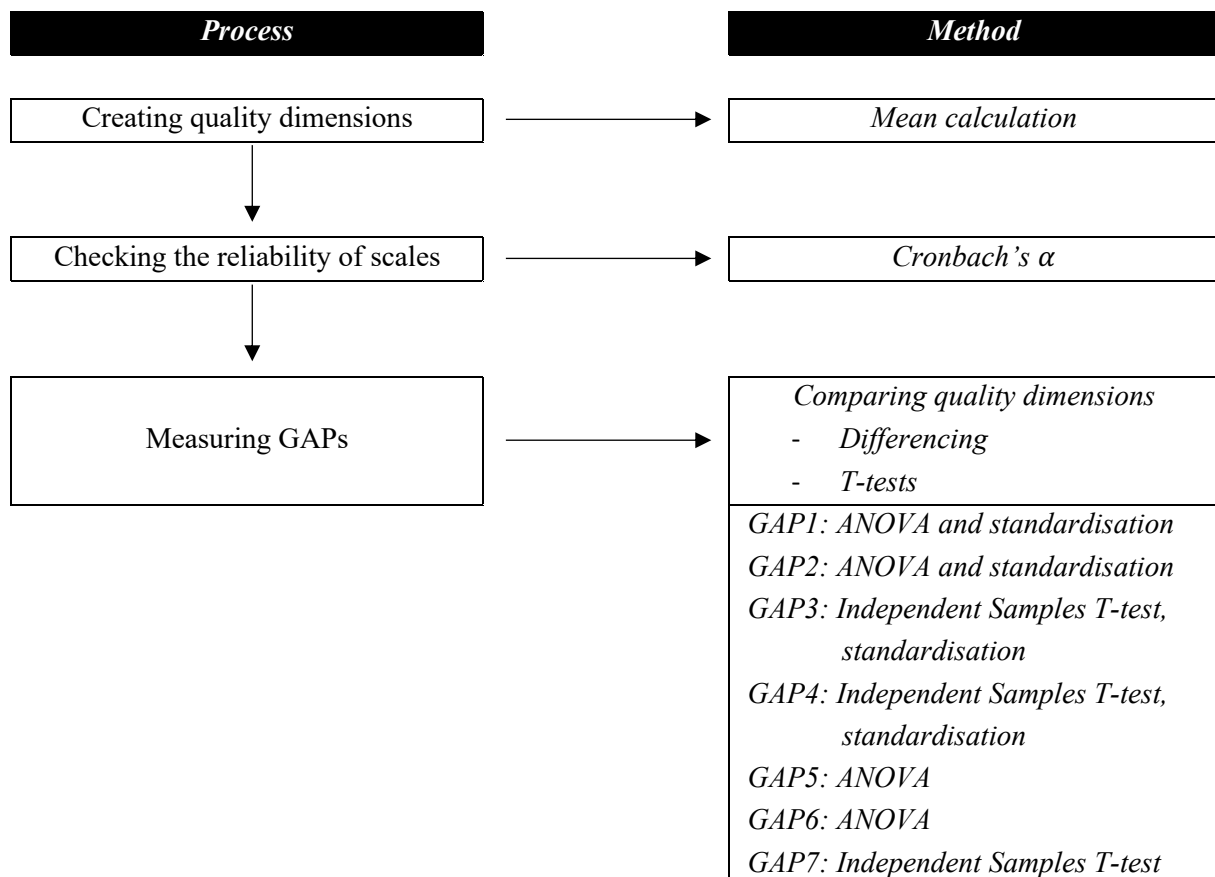 Process
Method
Creating quality dimensions
Mean calculation
Checking the reliability of scales
Cronbach’s α
Measuring GAPs
Comparing quality dimensions
- Differencing
- T-tests
GAP1: ANOVA and standardisation
GAP2: ANOVA and standardisation
GAP3: Independent Samples T-test,
standardisation
GAP4: Independent Samples T-test,
standardisation
GAP5: ANOVA
GAP6: ANOVA
GAP7: Independent Samples T-test